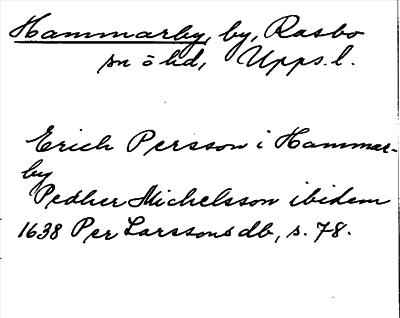 Hammarby, by, Rasbo
sn o hd, Upps. l.
Erich Persson i Hammar-
by
Pedher Michelsson ibidem
1638 Per Larssons db, s. 78.